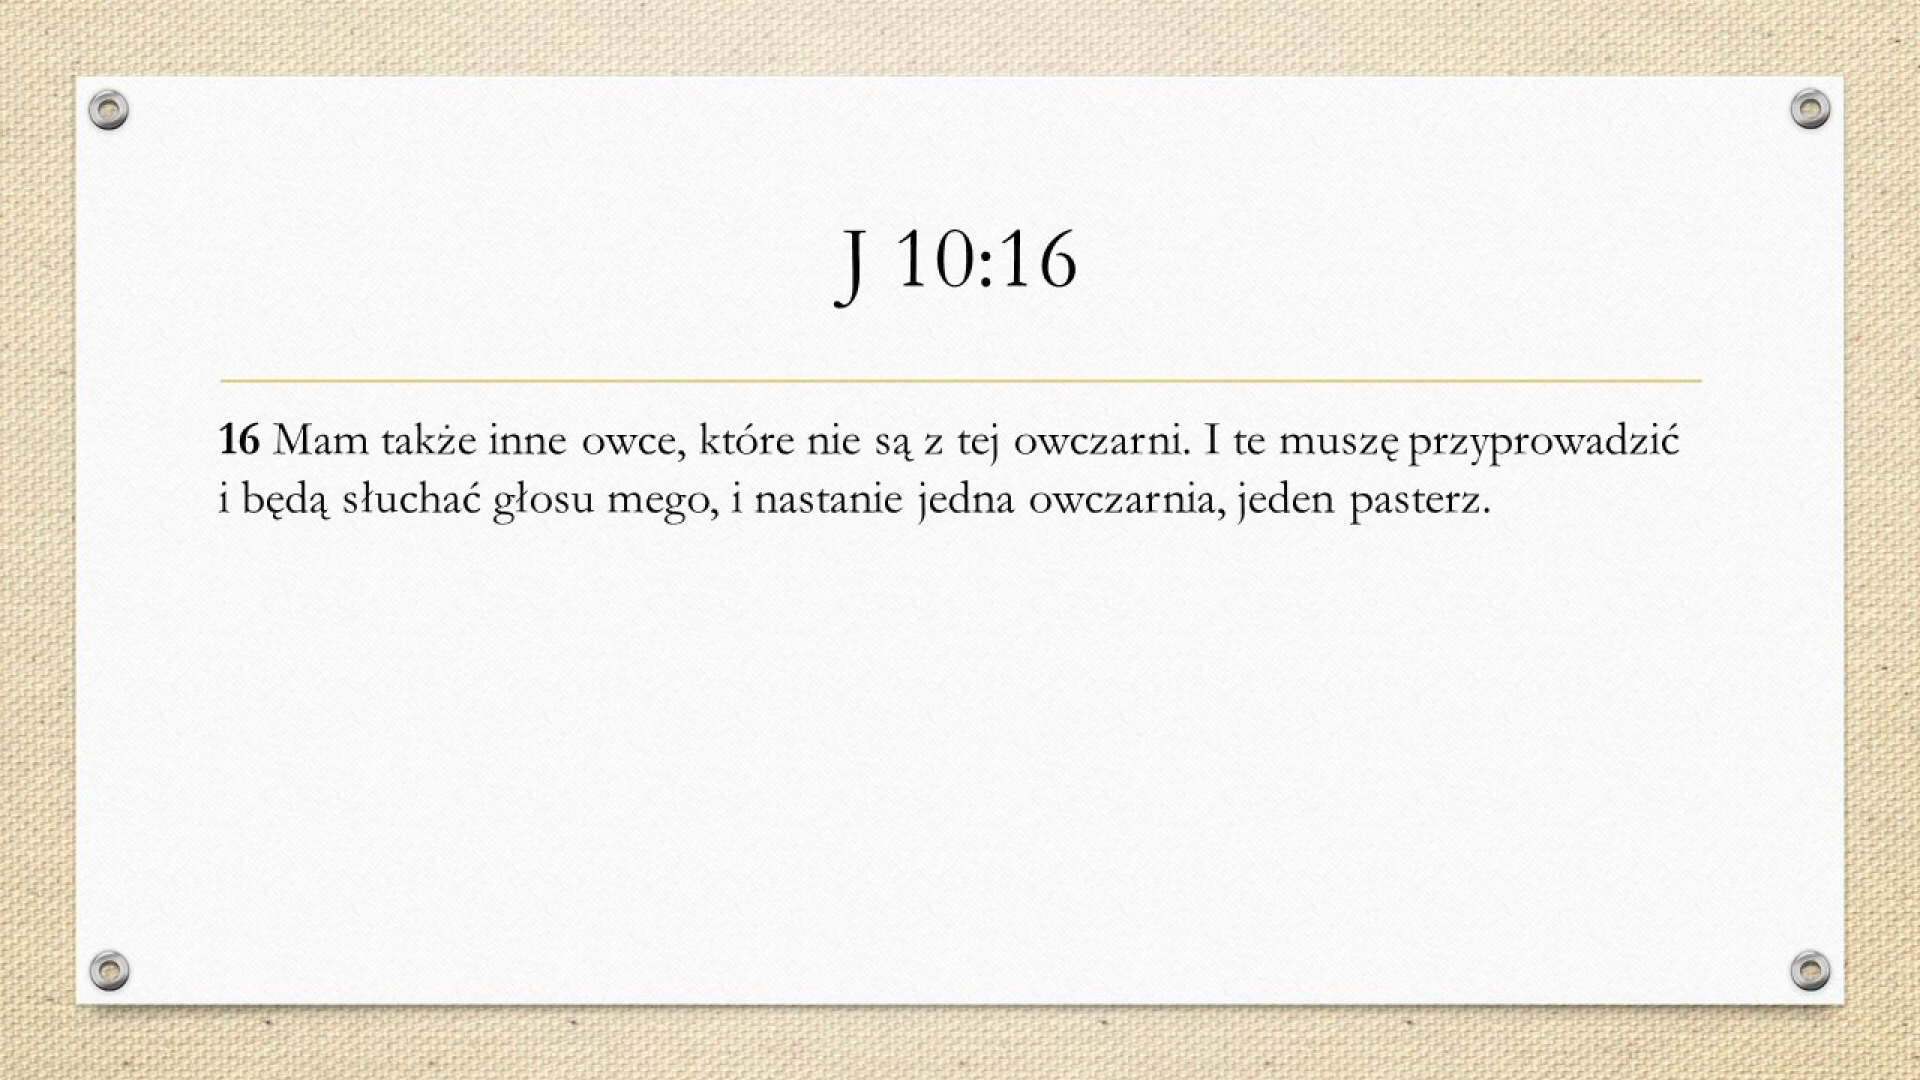 J 10:16
16 Mam także inne owce, które nie są z tej owczarni. I te muszę przyprowadzić
i będą słuchać głosu mego, i nastanie jedna owczarnia, jeden pasterz.